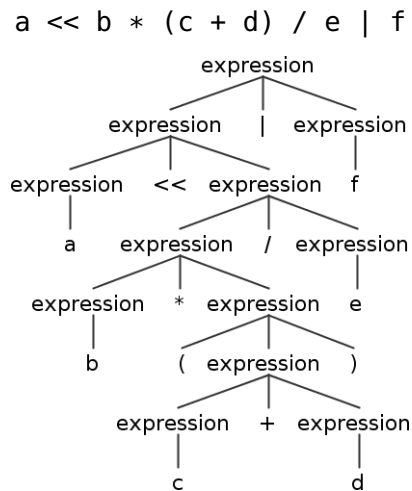 a << b * (c + d) / e | f
expression
expression | expression
expression << expression f
a expression / expression
expression * expression e
b ( expression )
expression + expression
c d